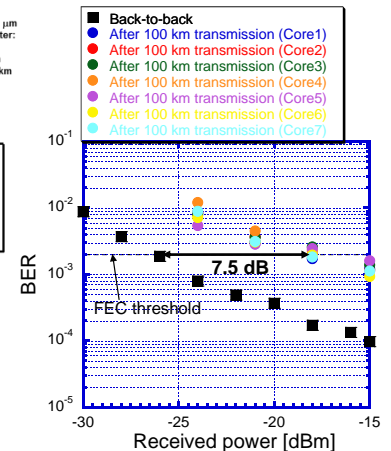 μm
ter:
km
Back-to-back
After 100 km transmission (Core1)
After 100 km transmission (Core2)
After 100 km transmission (Core3)
After 100 km transmission (Core4)
After 100 km transmission (Core5)
After 100 km transmission (Core6)
After 100 km transmission (Core7)
10-1
10-2
10-3
10-4
10-5
BER
7.5 dB
FEC threshold
-30
-25
-20
-15
Received power [dBm]